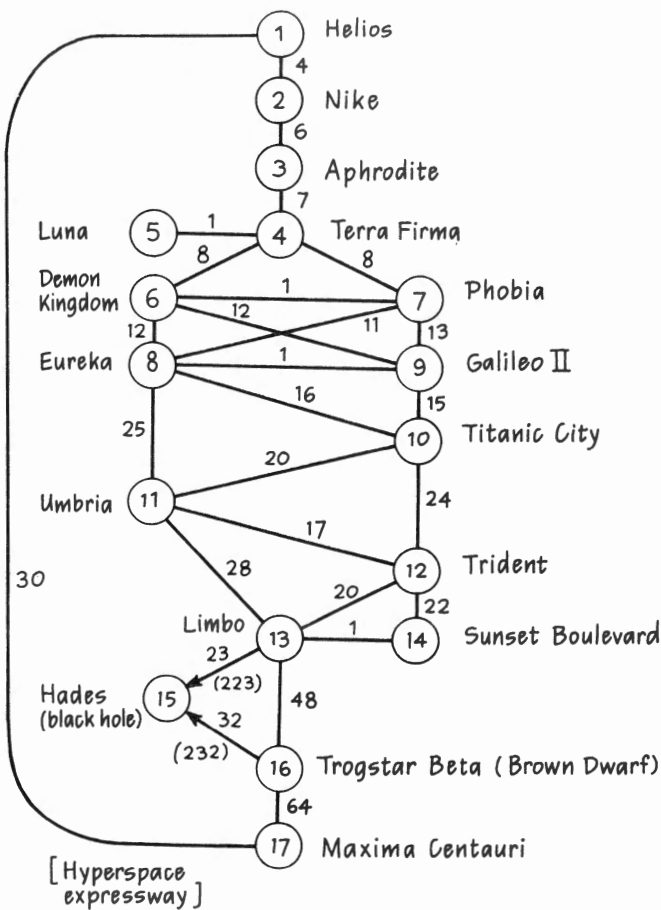 1 Helios
4
2 Nike
6
3 Aphrodite
7
Luna 5 1 4 Terra Firma
8 8
Demon
Kingdom 6 1 7 Phobia
12 12 11 13
Eureka 8 1 9 Galileo II
16 15
10 Titanic City
25
20
Umbria 11 24
17
12 Trident
30
28 20 22
Limbo 13 1 14 Sunset Boulevard
23
(223)
Hades
(black hole) 15 32 48
(232)
16 Trogstar Beta (Brown Dwarf)
64
17 Maxima Centauri
[Hyperspace
expressway]